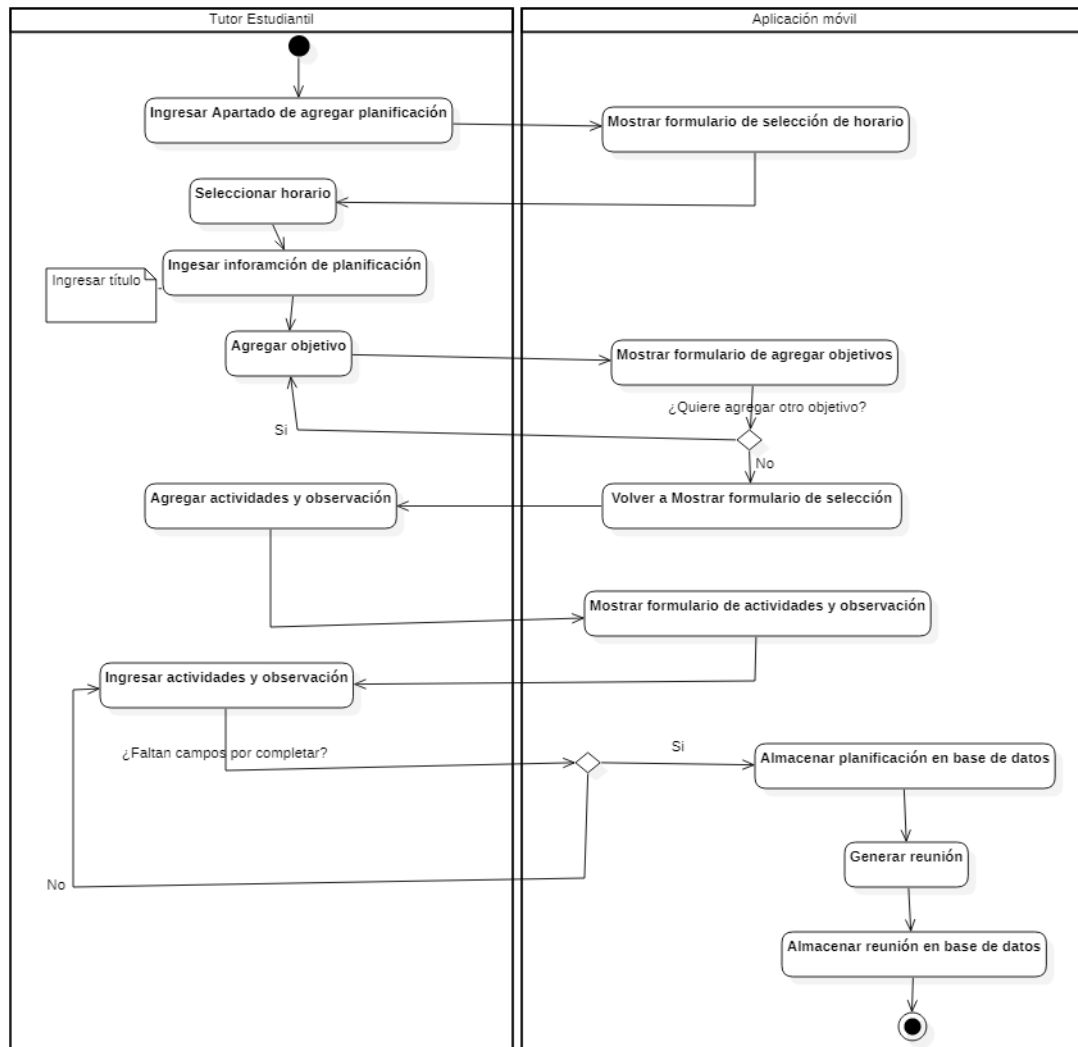 Tutor Estudiantil
Aplicación móvil
Ingresar Apartado de agregar planificación
Mostrar formulario de selección de horario
Seleccionar horario
Ingesar inforamción de planificación
Ingresar título
Agregar objetivo
Mostrar formulario de agregar objetivos
¿Quiere agregar otro objetivo?
Si
No
Agregar actividades y observación
Volver a Mostrar formulario de selección
Mostrar formulario de actividades y observación
Ingresar actividades y observación
¿Faltan campos por completar?
Si
Almacenar planificación en base de datos
Generar reunión
No
Almacenar reunión en base de datos